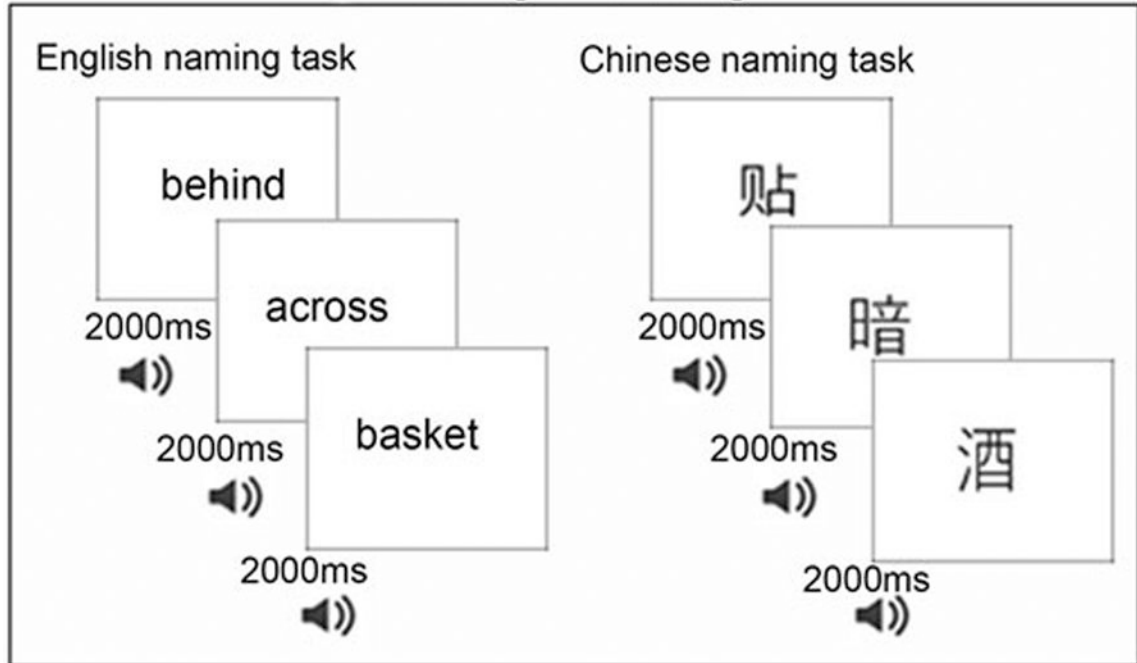 English naming task
behind
2000ms
across
2000ms
basket
2000ms
Chinese naming task
贴
2000ms
暗
2000ms
酒
2000ms